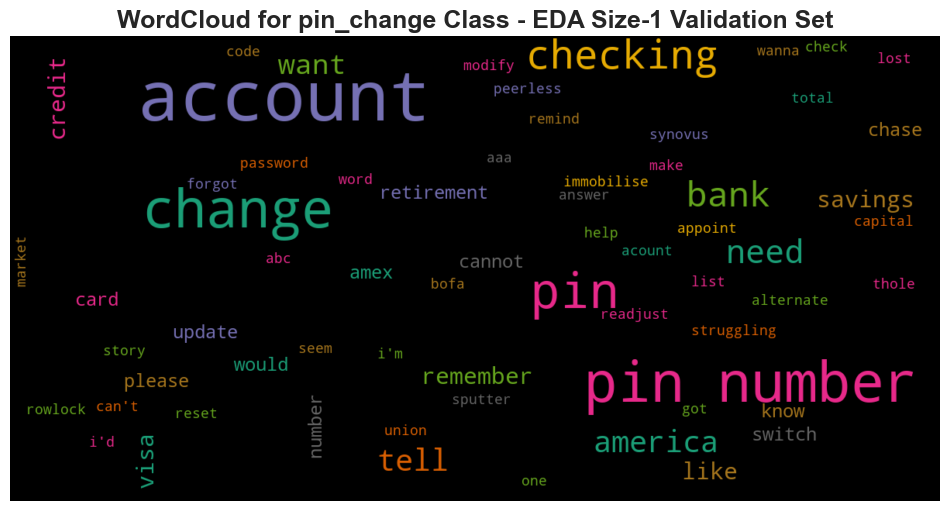 WordCloud for pin_change Class - EDA Size-1 Validation Set
code
want
modify
checking
wanna
check
lost
credit
account
peerless
total
remind
synovus
chase
password
aaa
make
forgot
word
retirement
immobilise
answer
bank
savings
change
capital
help
appoint
need
market
abc
amex
cannot
acount
bofa
pin
list
thole
card
alternate
readjust
update
struggling
story
seem
i'm
would
please
remember
pin number
rowlock
can't
reset
number
sputter
got
know
i'd
visa
union
america
switch
tell
like
one